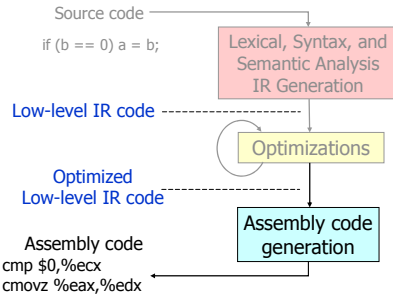 Source code
if (b == 0) a = b;
Lexical, Syntax, and
Semantic Analysis
IR Generation
Low-level IR code
Optimizations
Optimized
Low-level IR code
Assembly code
generation
Assembly code
cmp $0,%ecx
cmovz %eax,%edx